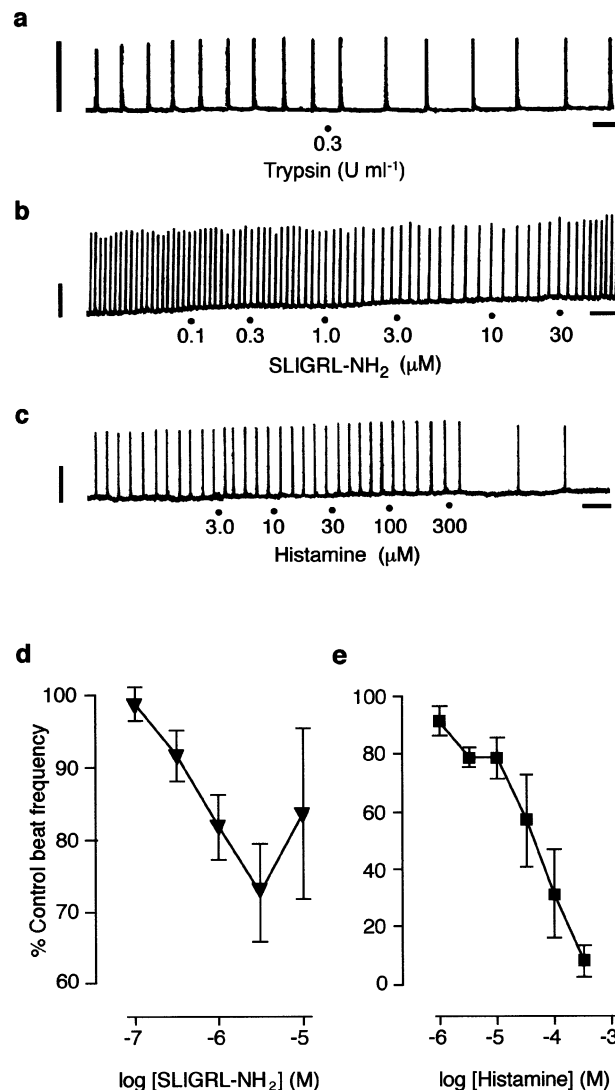 a
0.3
Trypsin (U ml⁻¹)
b
0.1 0.3 1.0 3.0 10 30
SLIGRL-NH₂ (μM)
c
3.0 10 30 100 300
Histamine (μM)
d
% Control beat frequency
100
90
80
70
60
-7 -6 -5
log [SLIGRL-NH₂] (M)
e
100
80
60
40
20
0
-6 -5 -4 -3
log [Histamine] (M)